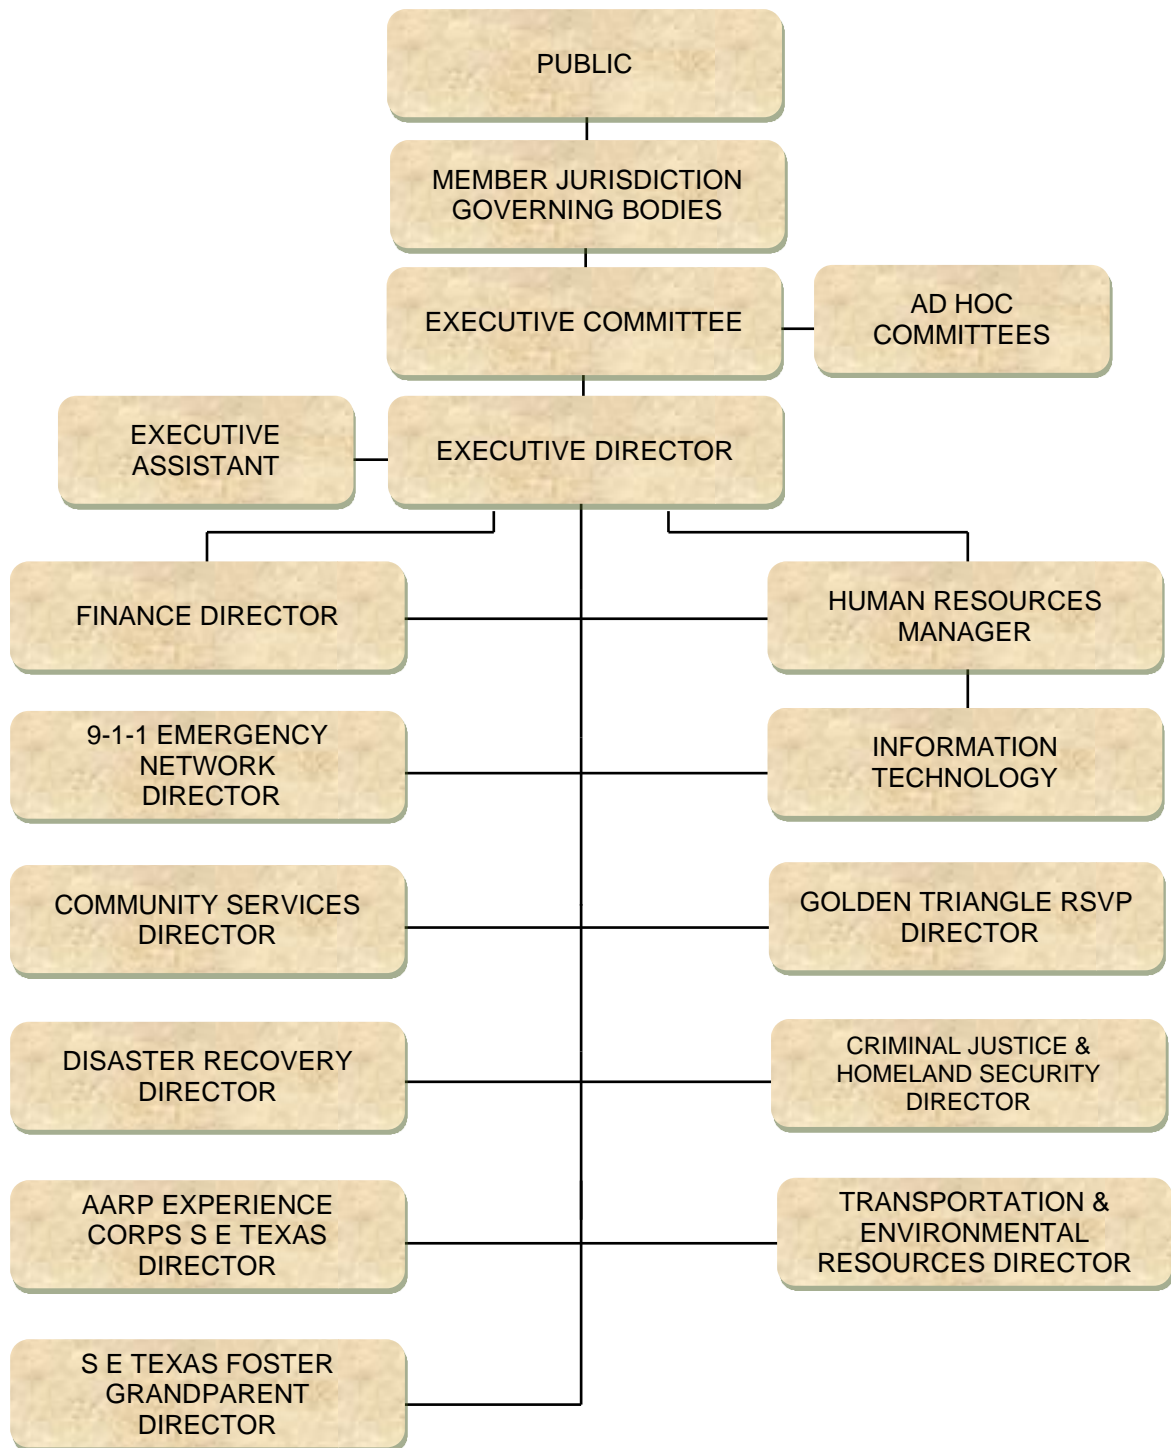 PUBLIC
MEMBER JURISDICTION
GOVERNING BODIES
EXECUTIVE COMMITTEE
AD HOC
COMMITTEES
EXECUTIVE
ASSISTANT
EXECUTIVE DIRECTOR
FINANCE DIRECTOR
HUMAN RESOURCES
MANAGER
9-1-1 EMERGENCY
NETWORK
DIRECTOR
INFORMATION
TECHNOLOGY
COMMUNITY SERVICES
DIRECTOR
GOLDEN TRIANGLE RSVP
DIRECTOR
DISASTER RECOVERY
DIRECTOR
CRIMINAL JUSTICE &
HOMELAND SECURITY
DIRECTOR
AARP EXPERIENCE
CORPS S E TEXAS
DIRECTOR
TRANSPORTATION &
ENVIRONMENTAL
RESOURCES DIRECTOR
S E TEXAS FOSTER
GRANDPARENT
DIRECTOR